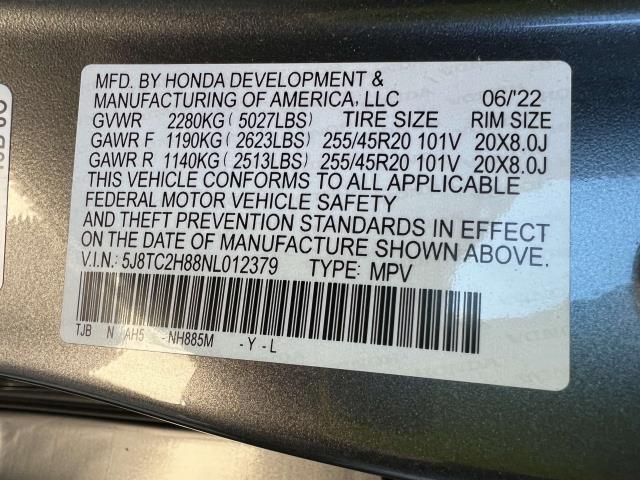 MFD. BY HONDA DEVELOPMENT &
MANUFACTURING OF AMERICA, LLC 06/'22
GVWR 2280KG ( 5027LBS) TIRE SIZE RIM SIZE
GAWR F 1190KG ( 2623LBS) 255/45R20 101V 20X8.0J
GAWR R 1140KG ( 2513LBS) 255/45R20 101V 20X8.0J
THIS VEHICLE CONFORMS TO ALL APPLICABLE
FEDERAL MOTOR VEHICLE SAFETY
AND THEFT PREVENTION STANDARDS IN EFFECT
ON THE DATE OF MANUFACTURE SHOWN ABOVE.
V.I.N.: 5J8TC2H88NL012379 TYPE: MPV
TJB N AH5 - NH885M - Y - L